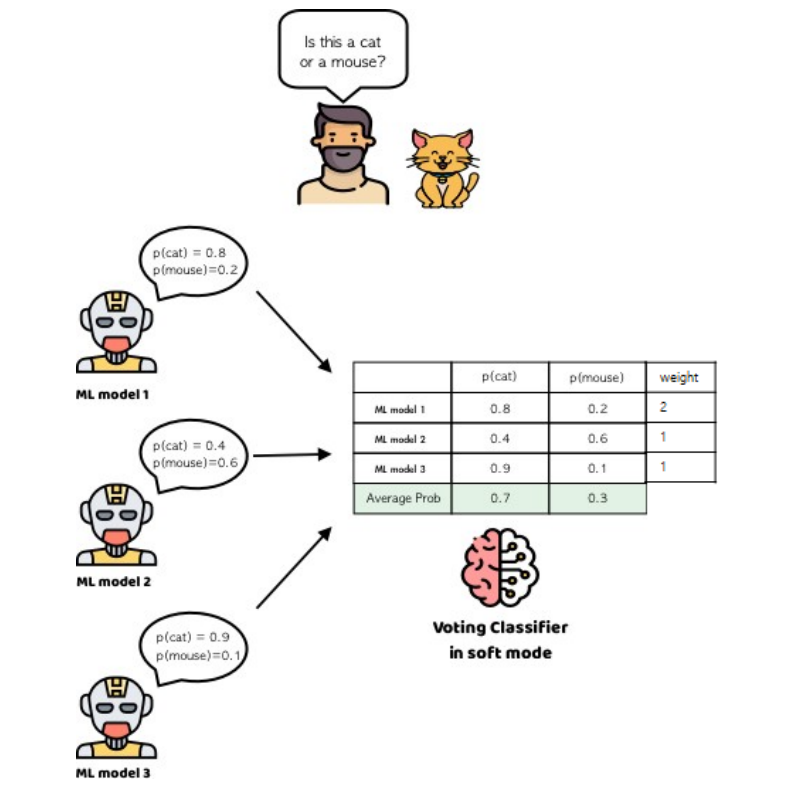 Is this a cat
or a mouse?
p(cat) = 0.8
p(mouse)=0.2
ML model 1
p(cat) = 0.4
p(mouse)=0.6
ML model 2
p(cat) = 0.9
p(mouse)=0.1
ML model 3
p(cat) p(mouse) weight
ML model 1 0.8 0.2 2
ML model 2 0.4 0.6 1
ML model 3 0.9 0.1 1
Average Prob 0.7 0.3
Voting Classifier
in soft mode